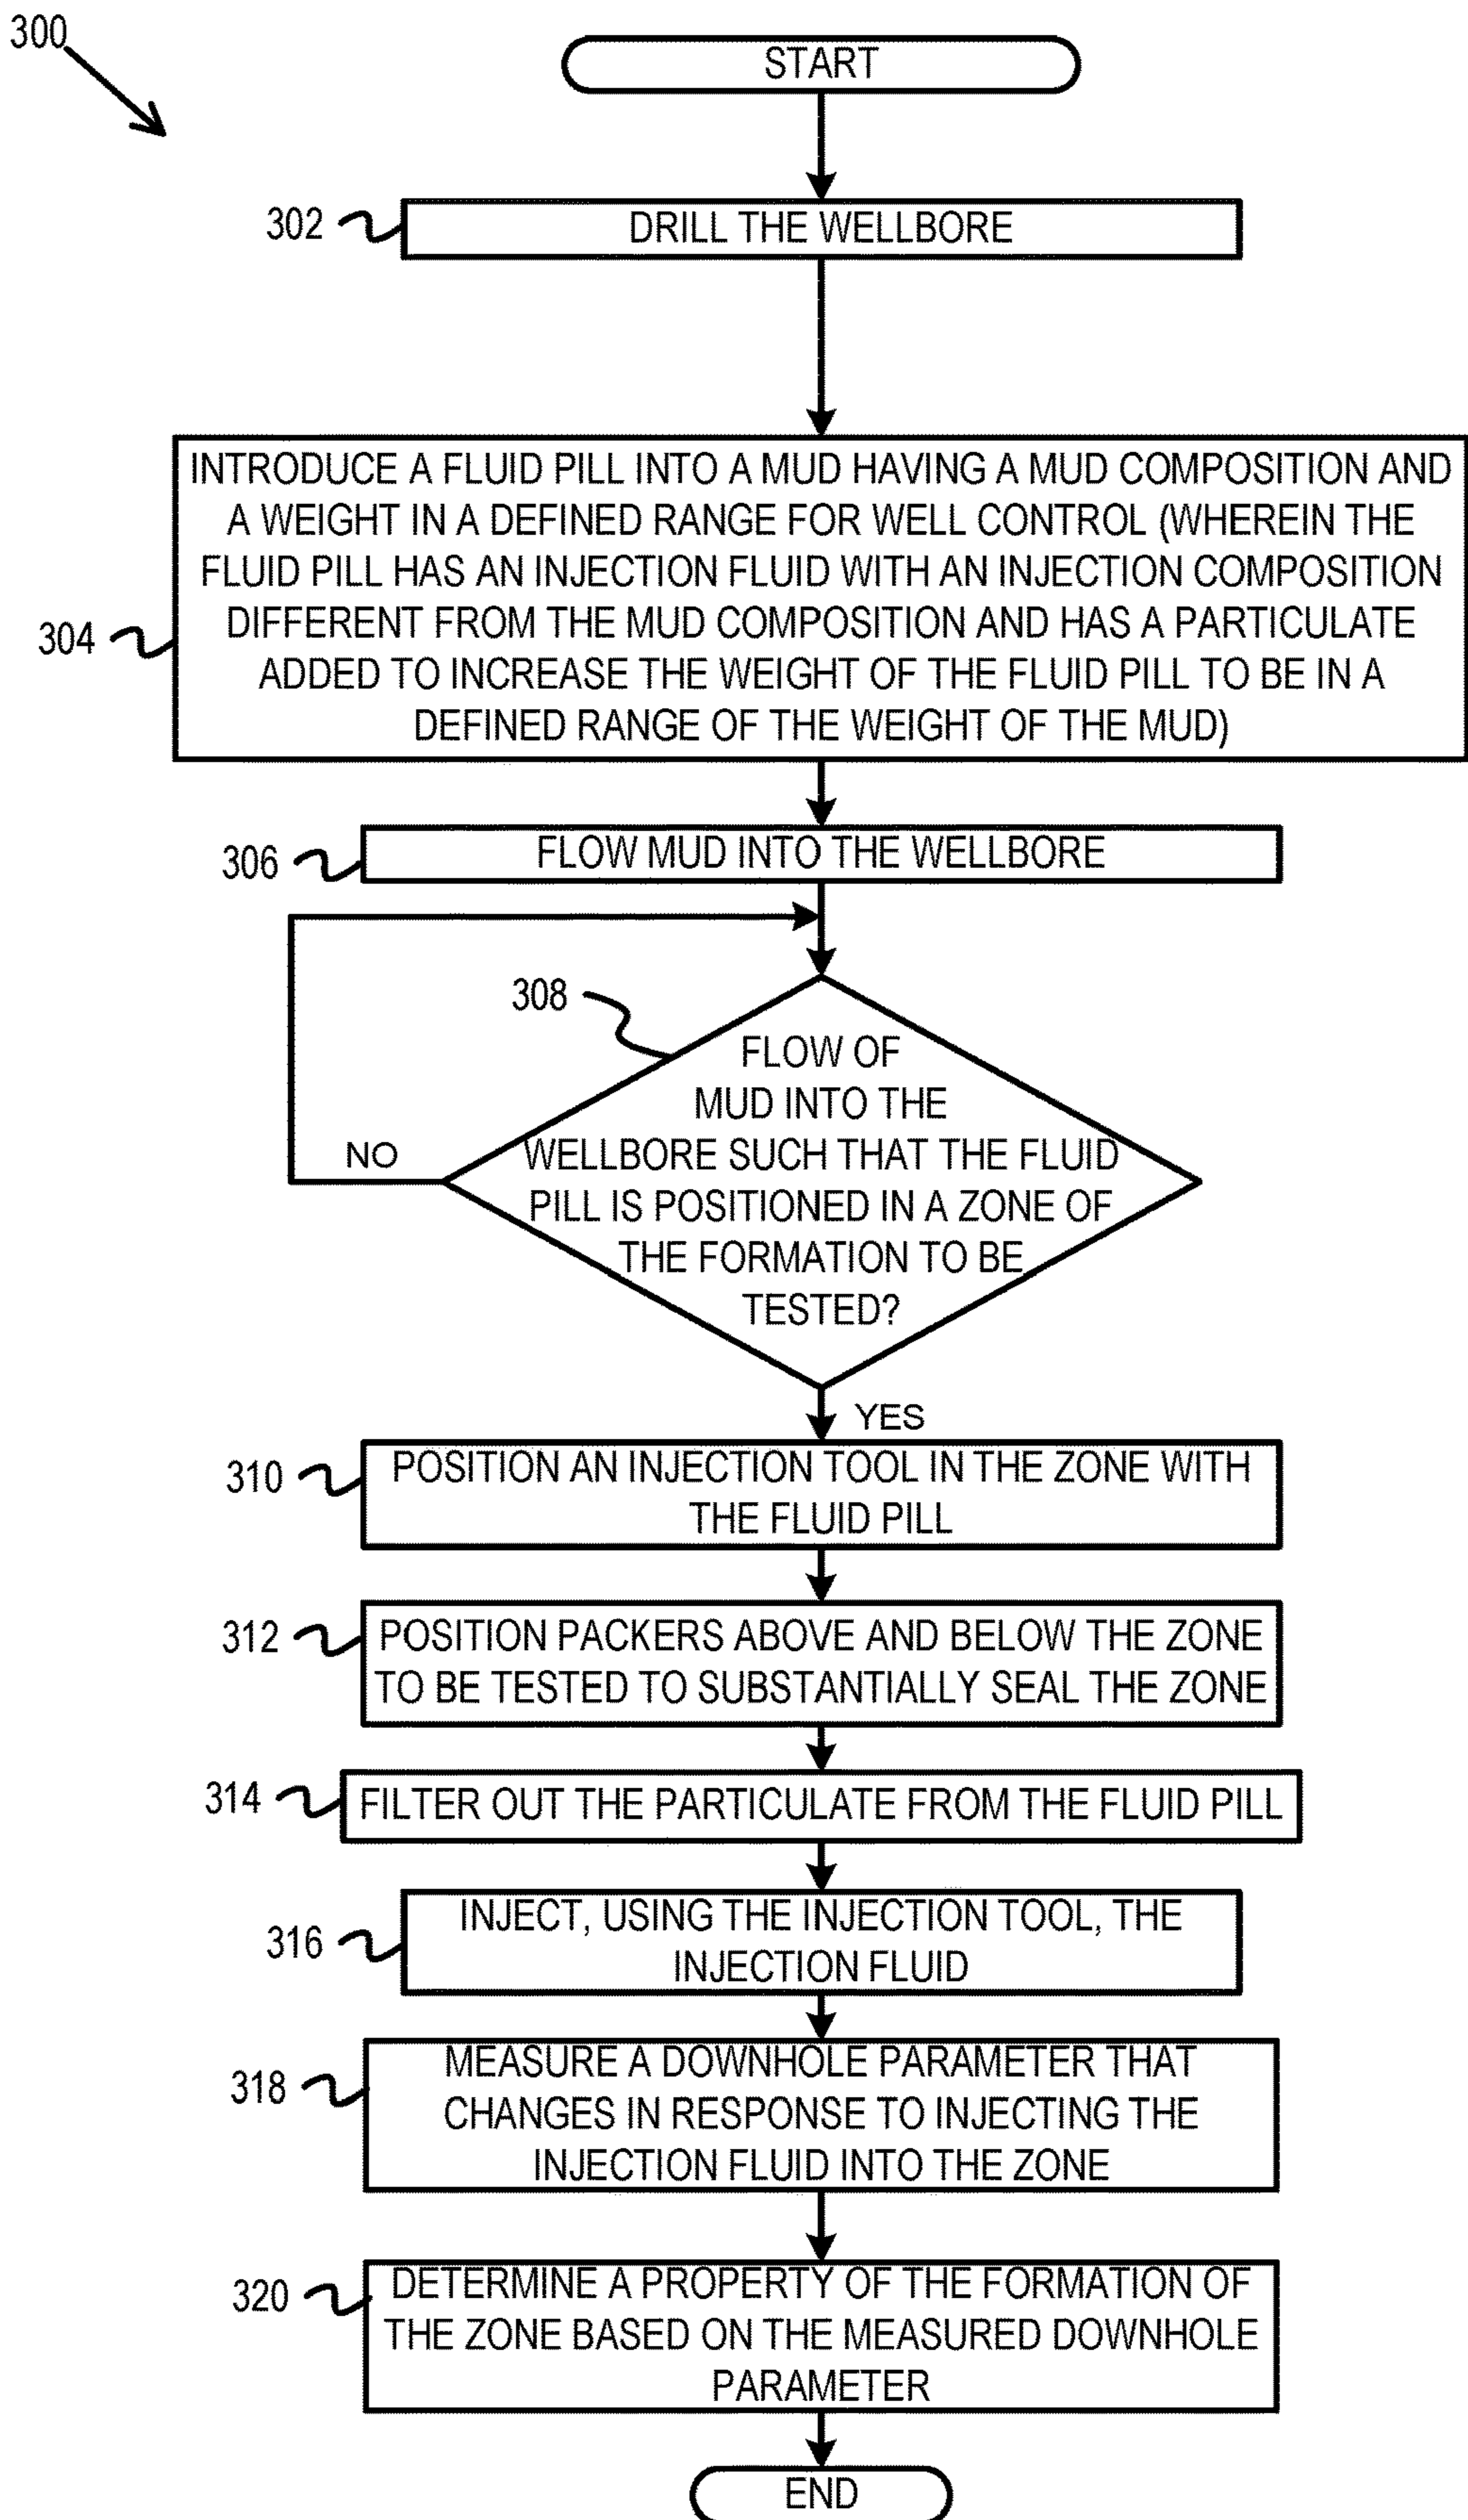 300
START
302
DRILL THE WELLBORE
INTRODUCE A FLUID PILL INTO A MUD HAVING A MUD COMPOSITION AND
A WEIGHT IN A DEFINED RANGE FOR WELL CONTROL (WHEREIN THE
FLUID PILL HAS AN INJECTION FLUID WITH AN INJECTION COMPOSITION
DIFFERENT FROM THE MUD COMPOSITION AND HAS A PARTICULATE
ADDED TO INCREASE THE WEIGHT OF THE FLUID PILL TO BE IN A
DEFINED RANGE OF THE WEIGHT OF THE MUD)
304
306
FLOW MUD INTO THE WELLBORE
308
FLOW OF
MUD INTO THE
WELLBORE SUCH THAT THE FLUID
PILL IS POSITIONED IN A ZONE OF
THE FORMATION TO BE
TESTED?
NO
YES
310
POSITION AN INJECTION TOOL IN THE ZONE WITH
THE FLUID PILL
312
POSITION PACKERS ABOVE AND BELOW THE ZONE
TO BE TESTED TO SUBSTANTIALLY SEAL THE ZONE
314
FILTER OUT THE PARTICULATE FROM THE FLUID PILL
316
INJECT, USING THE INJECTION TOOL, THE
INJECTION FLUID
318
MEASURE A DOWNHOLE PARAMETER THAT
CHANGES IN RESPONSE TO INJECTING THE
INJECTION FLUID INTO THE ZONE
320
DETERMINE A PROPERTY OF THE FORMATION OF
THE ZONE BASED ON THE MEASURED DOWNHOLE
PARAMETER
END